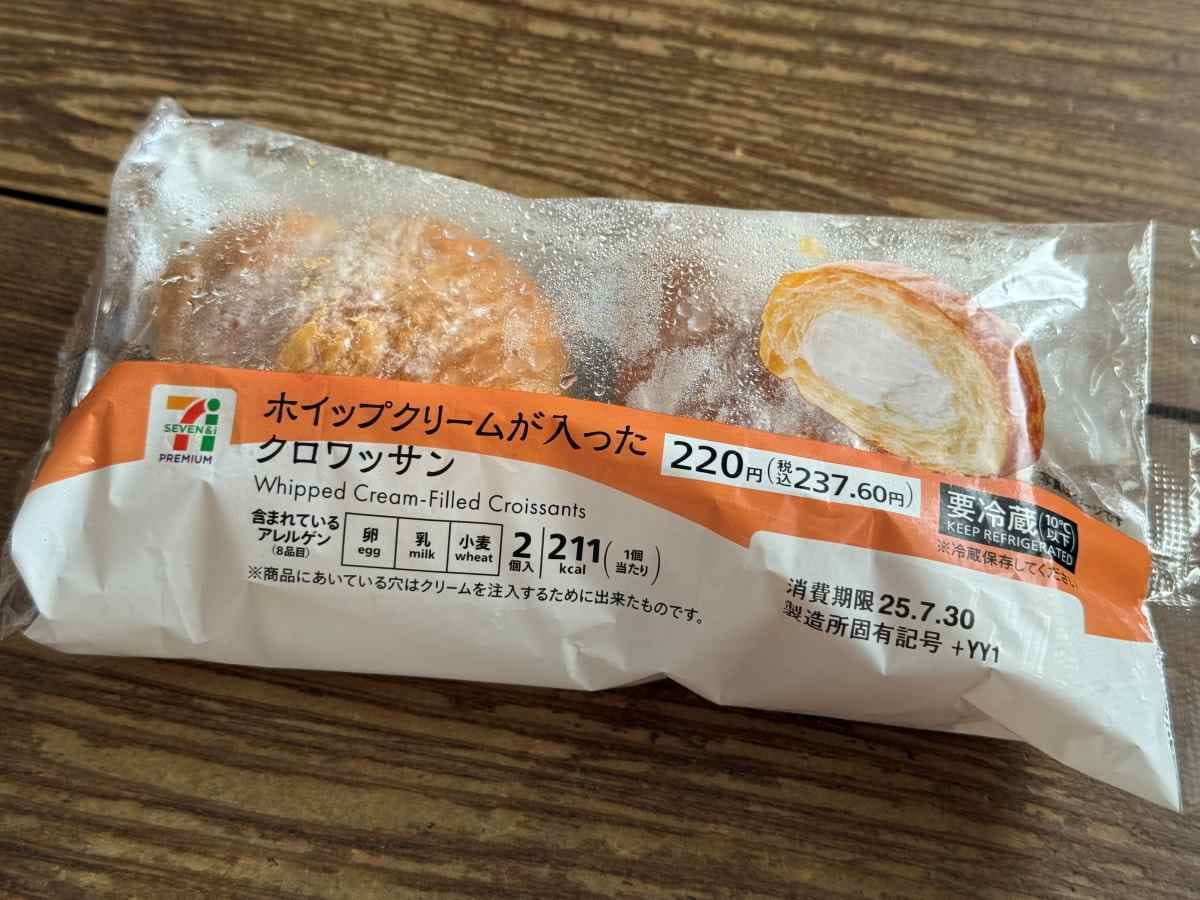 SEVEN&i
PREMIUM
ホイップクリームが入った
クロワッサン
Whipped Cream-Filled Croissants
220円(税込237.60円)
要冷蔵 10℃以下
KEEP REFRIGERATED
※冷蔵保存してください
含まれている
アレルゲン
(8品目)
卵 egg
乳 milk
小麦 wheat
2個入
211kcal(1個当たり)
※商品にあいている穴はクリームを注入するために出来たものです。
消費期限 25.7.30
製造所固有記号 +YY1